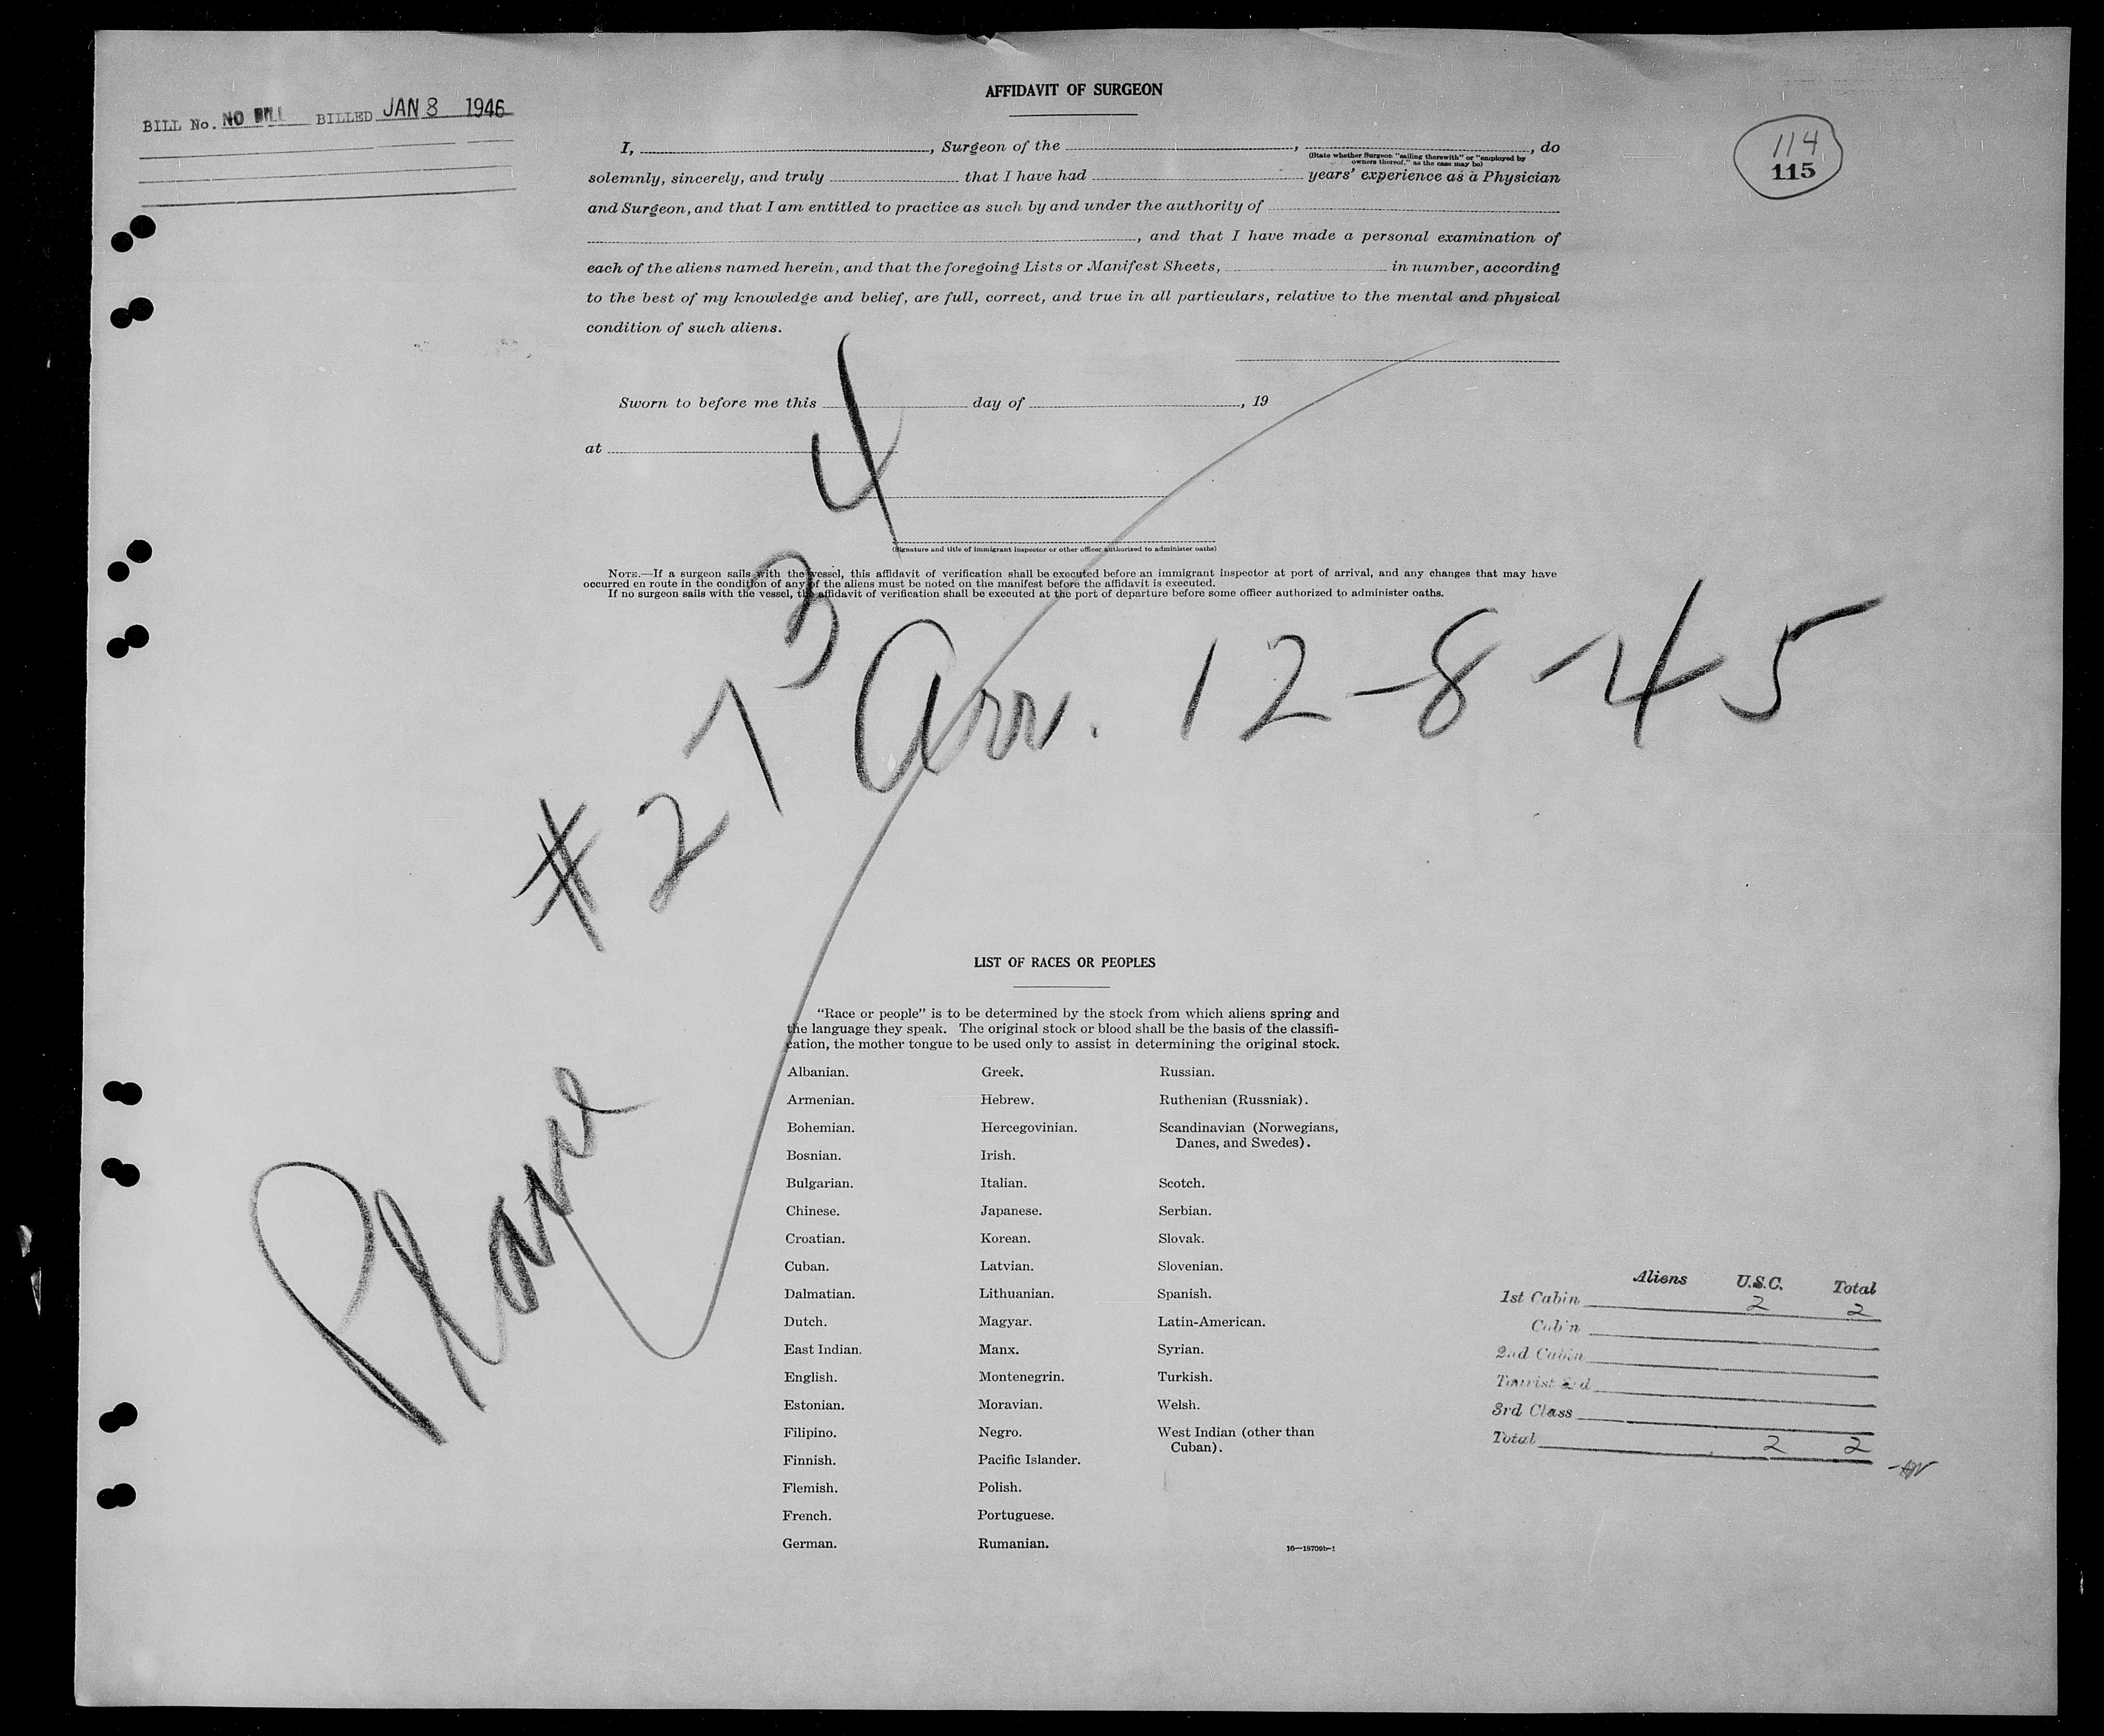 AFFIDAVIT OF SURGEON
BILL No. NO BILL BILLED JAN 8 1946
114
115
I, , Surgeon of the , , do
(State whether Surgeon "sailing therewith" or "employed by
owners thereof," as the case may be)
solemnly, sincerely, and truly that I have had years' experience as a Physician
and Surgeon, and that I am entitled to practice as such by and under the authority of
, and that I have made a personal examination of
each of the aliens named herein, and that the foregoing Lists or Manifest Sheets, in number, according
to the best of my knowledge and belief, are full, correct, and true in all particulars, relative to the mental and physical
condition of such aliens.
Sworn to before me this day of , 19
at
(Signature and title of immigrant inspector or other officer authorized to administer oaths)
NOTE.—If a surgeon sails with the vessel, this affidavit of verification shall be executed before an immigrant inspector at port of arrival, and any changes that may have
occurred en route in the condition of any of the aliens must be noted on the manifest before the affidavit is executed.
If no surgeon sails with the vessel, the affidavit of verification shall be executed at the port of departure before some officer authorized to administer oaths.
Plane #2734
Arr. 12-8-45
LIST OF RACES OR PEOPLES
"Race or people" is to be determined by the stock from which aliens spring and
the language they speak. The original stock or blood shall be the basis of the classifi-
cation, the mother tongue to be used only to assist in determining the original stock.
Albanian. Greek. Russian.
Armenian. Hebrew. Ruthenian (Russniak).
Bohemian. Hercegovinian. Scandinavian (Norwegians,
Danes, and Swedes).
Bosnian. Irish.
Bulgarian. Italian. Scotch.
Chinese. Japanese. Serbian.
Croatian. Korean. Slovak.
Cuban. Latvian. Slovenian.
Dalmatian. Lithuanian. Spanish.
Dutch. Magyar. Latin-American.
East Indian. Manx. Syrian.
English. Montenegrin. Turkish.
Estonian. Moravian. Welsh.
Filipino. Negro. West Indian (other than
Cuban).
Finnish. Pacific Islander.
Flemish. Polish.
French. Portuguese.
German. Rumanian.
16—18709b-1
Aliens U.S.C. Total
1st Cabin 2 2
Cabin
2nd Cabin
Tourist 3rd
3rd Class
Total 2 2